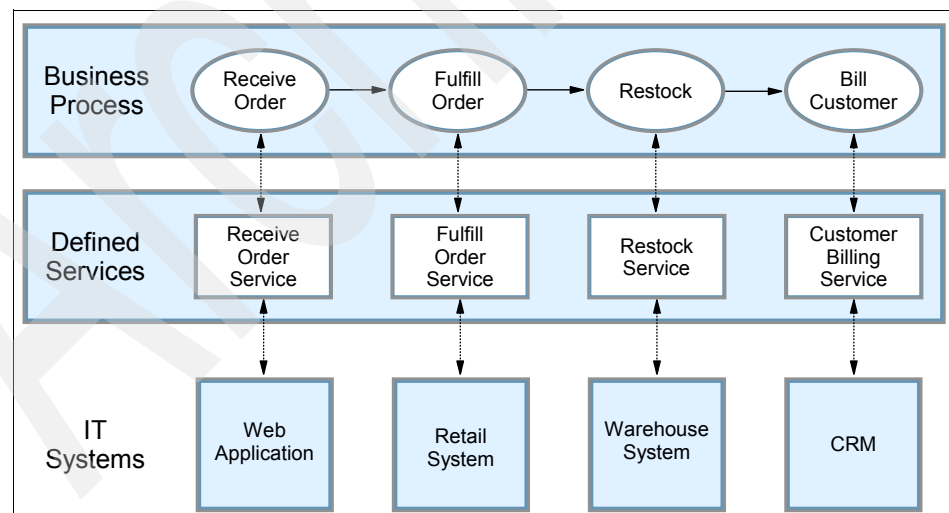 Business
Process
Receive
Order
Fulfill
Order
Restock
Bill
Customer
Defined
Services
Receive
Order
Service
Fulfill
Order
Service
Restock
Service
Customer
Billing
Service
IT
Systems
Web
Application
Retail
System
Warehouse
System
CRM